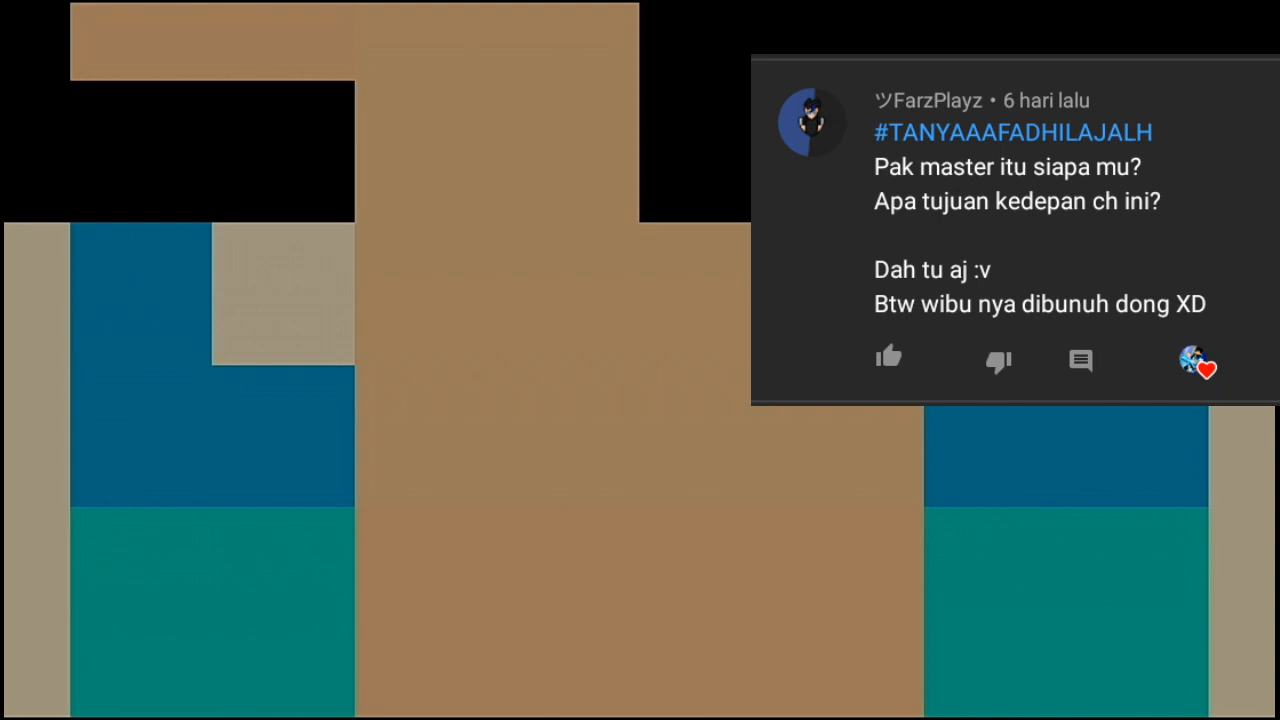 ツFarzPlayz • 6 hari lalu
#TANYAAAFADHILAJALH
Pak master itu siapa mu?
Apa tujuan kedepan ch ini?
Dah tu aj :v
Btw wibu nya dibunuh dong XD